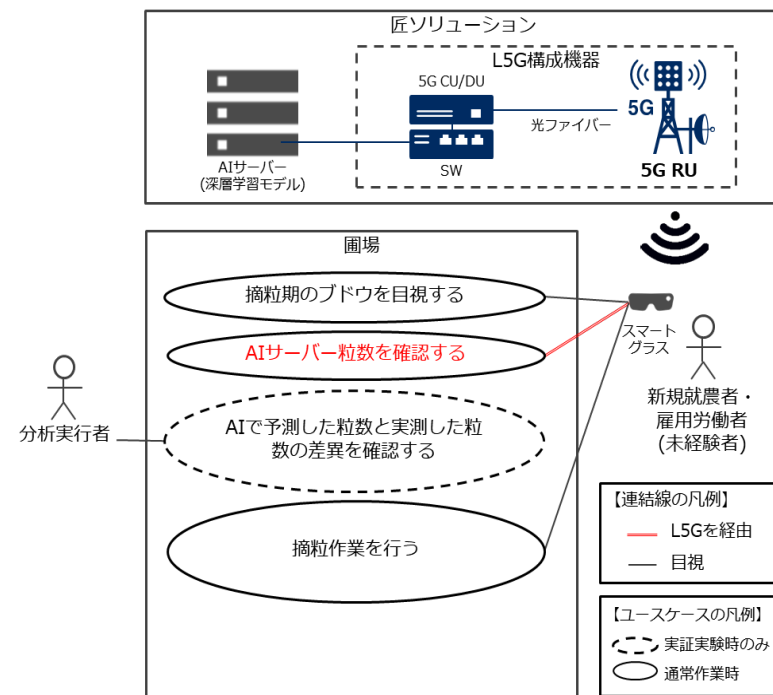 匠ソリューション
L5G構成機器
5G CU/DU
5G
光ファイバー
AIサーバー
(深層学習モデル)
SW
5G RU
圃場
摘粒期のブドウを目視する
AIサーバー粒数を確認する
スマート
グラス
新規就農者・
雇用労働者
(未経験者)
分析実行者
AIで予測した粒数と実測した粒
数の差異を確認する
摘粒作業を行う
【連結線の凡例】
L5Gを経由
目視
【ユースケースの凡例】
実証実験時のみ
通常作業時